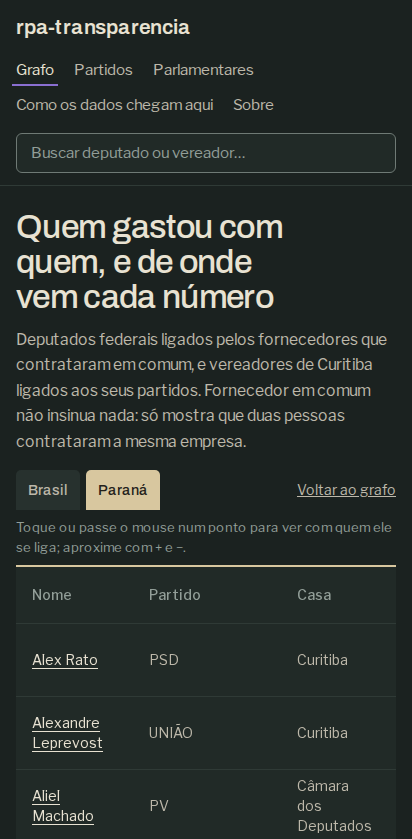 rpa-transparencia
Grafo Partidos Parlamentares
Como os dados chegam aqui Sobre
Buscar deputado ou vereador...
Quem gastou com
quem, e de onde
vem cada número
Deputados federais ligados pelos fornecedores que
contrataram em comum, e vereadores de Curitiba
ligados aos seus partidos. Fornecedor em comum
não insinua nada: só mostra que duas pessoas
contrataram a mesma empresa.
Brasil Paraná Voltar ao grafo
Toque ou passe o mouse num ponto para ver com quem ele
se liga; aproxime com + e −.
Nome Partido Casa
Alex Rato PSD Curitiba
Alexandre
Leprevost UNIÃO Curitiba
Aliel
Machado PV Câmara
dos
Deputados